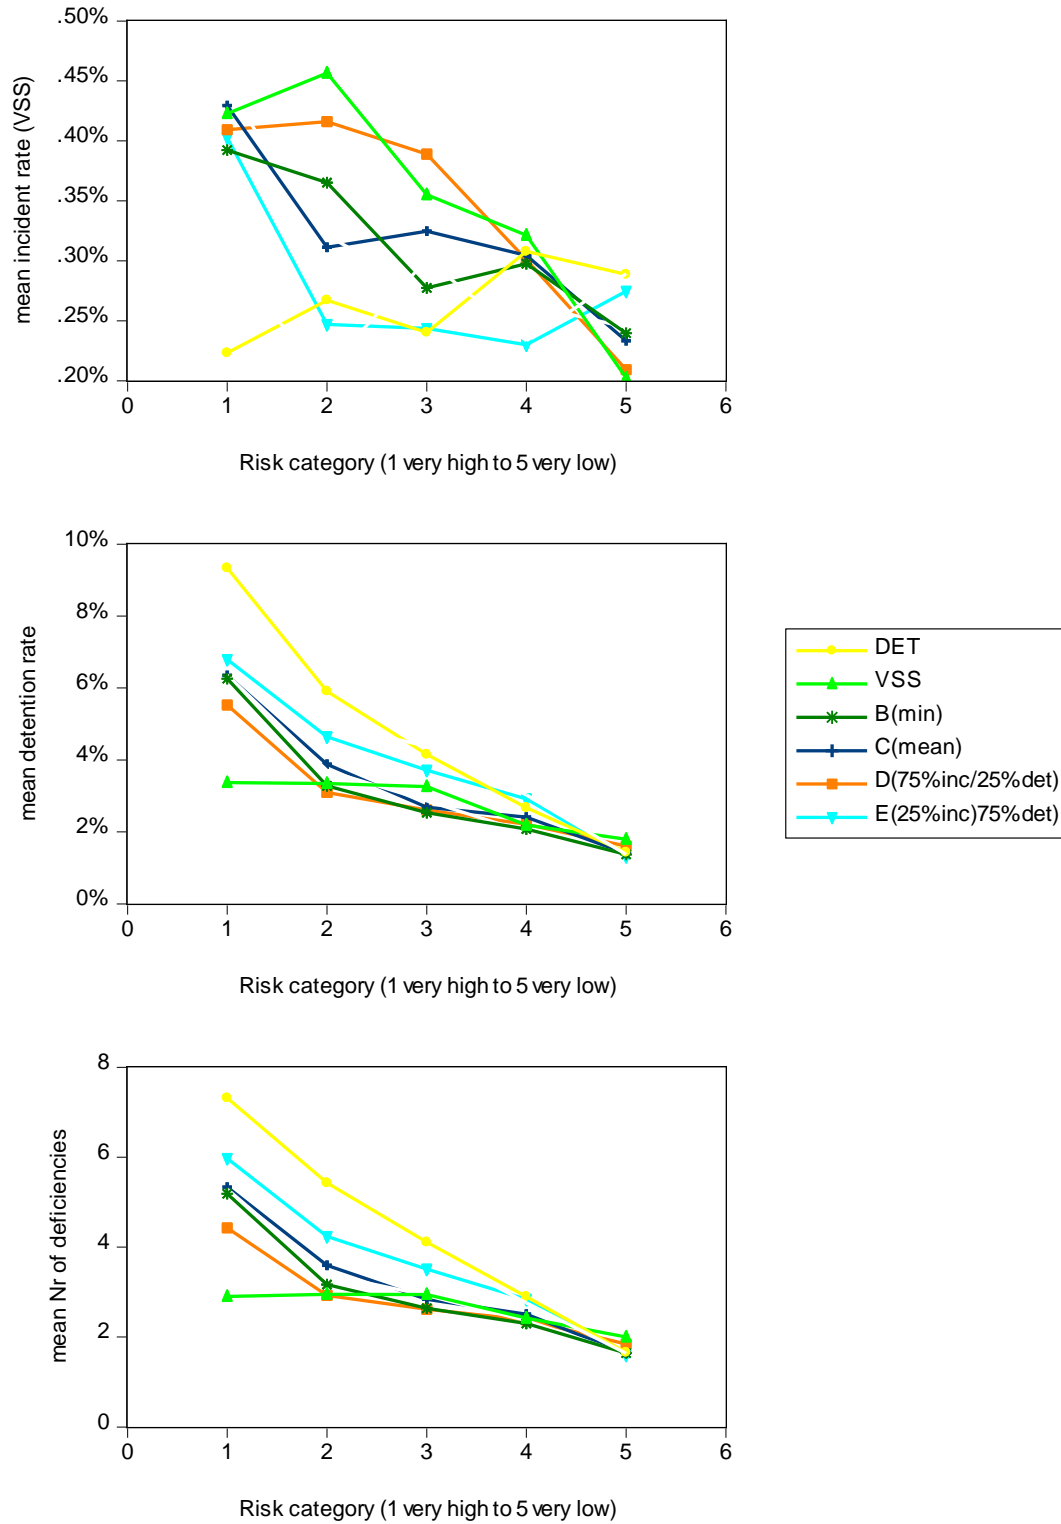 .50%
.45%
.40%
.35%
.30%
.25%
.20%
mean incident rate (VSS)
0 1 2 3 4 5 6
Risk category (1 very high to 5 very low)
10%
8%
6%
4%
2%
0%
mean detention rate
0 1 2 3 4 5 6
Risk category (1 very high to 5 very low)
DET
VSS
B(min)
C(mean)
D(75%inc/25%det)
E(25%inc)75%det)
8
6
4
2
0
mean Nr of deficiencies
0 1 2 3 4 5 6
Risk category (1 very high to 5 very low)